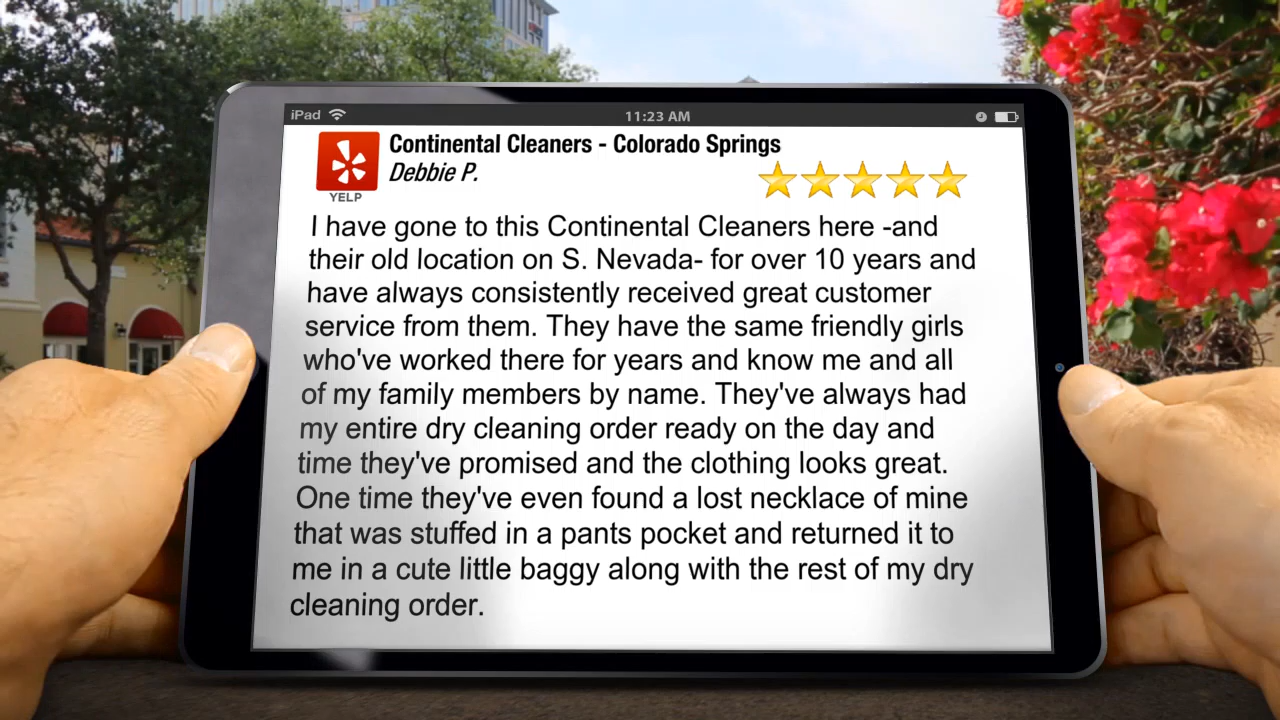 iPad 11:23 AM
Continental Cleaners - Colorado Springs
Debbie P.
YELP
I have gone to this Continental Cleaners here -and
their old location on S. Nevada- for over 10 years and
have always consistently received great customer
service from them. They have the same friendly girls
who've worked there for years and know me and all
of my family members by name. They've always had
my entire dry cleaning order ready on the day and
time they've promised and the clothing looks great.
One time they've even found a lost necklace of mine
that was stuffed in a pants pocket and returned it to
me in a cute little baggy along with the rest of my dry
cleaning order.